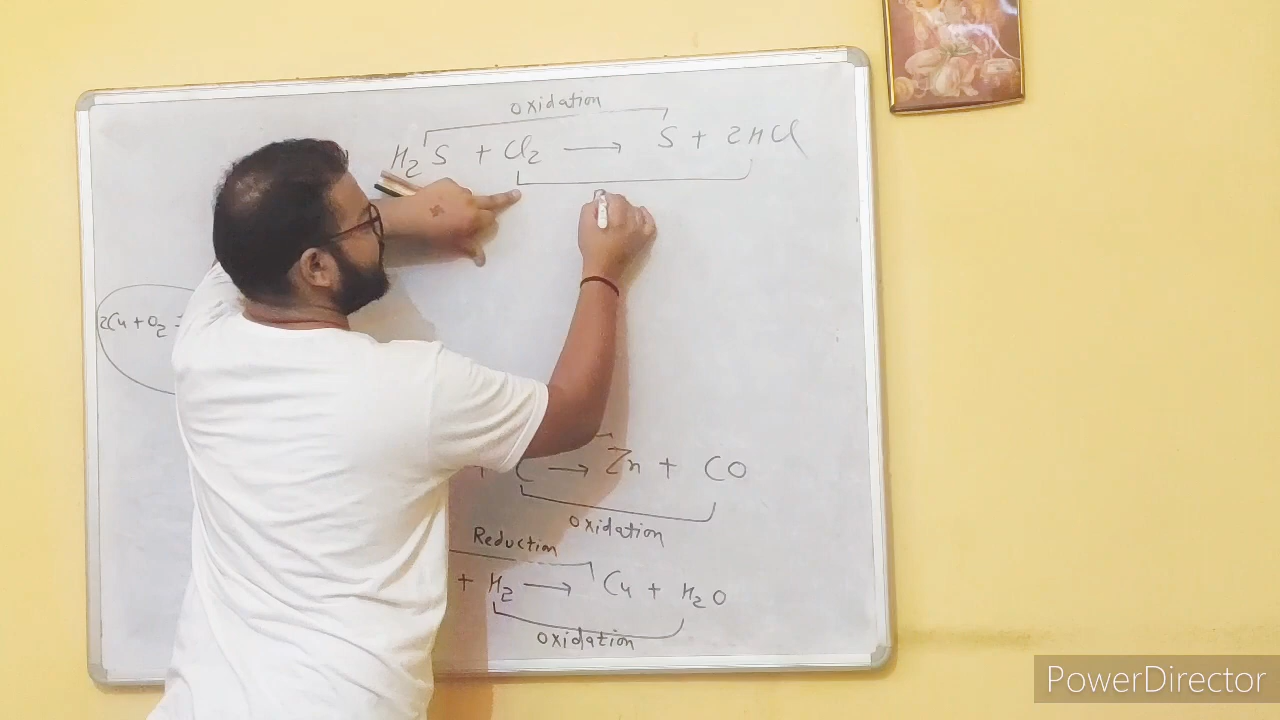 oxidation
H2S + Cl2 → S + 2HCl
2Cu + O2 =
+ C → Zn + CO
oxidation
Reduction
+ H2 → Cu + H2O
oxidation
PowerDirector